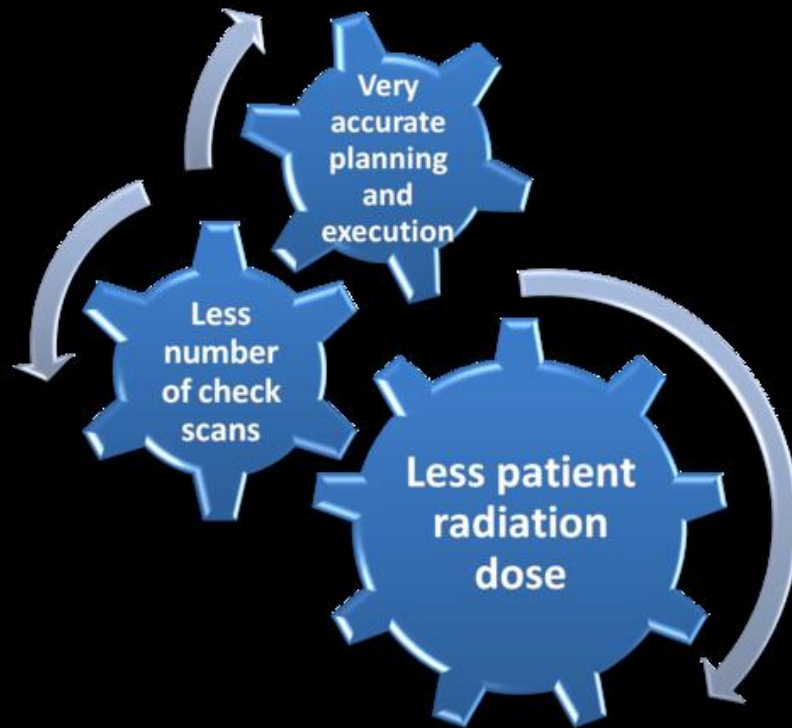 Very
accurate
planning
and
execution
Less
number
of check
scans
Less patient
radiation
dose